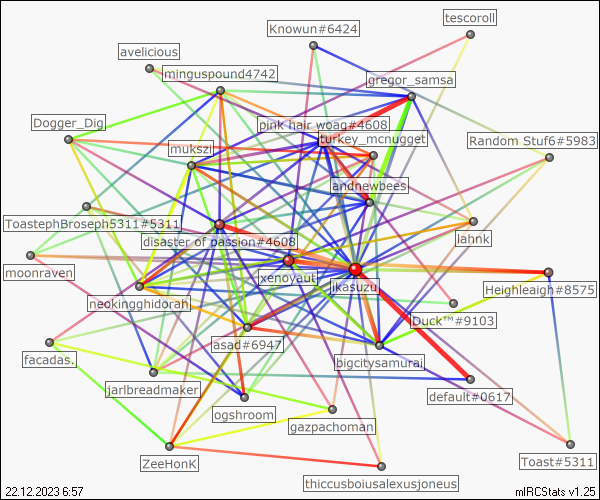 tescoroll
Knowun#6424
avelicious
minguspound4742
gregor_samsa
Dogger_Dig
pink hair woag#4608
turkey_mcnugget
Random Stuf6#5983
mukszi
andnewbees
ToastephBroseph5311#5311
disaster of passion#4608
lahnk
moonraven
xenoyaut
jkasuzu
Heighleaigh#8575
neokingghidorah
Duck™#9103
asad#6947
facadas.
bigcitysamurai
jarlbreadmaker
default#0617
ogshroom
gazpachoman
ZeeHonK
Toast#5311
thiccusboiusalexusjoneus
22.12.2023 6:57
mIRCStats v1.25